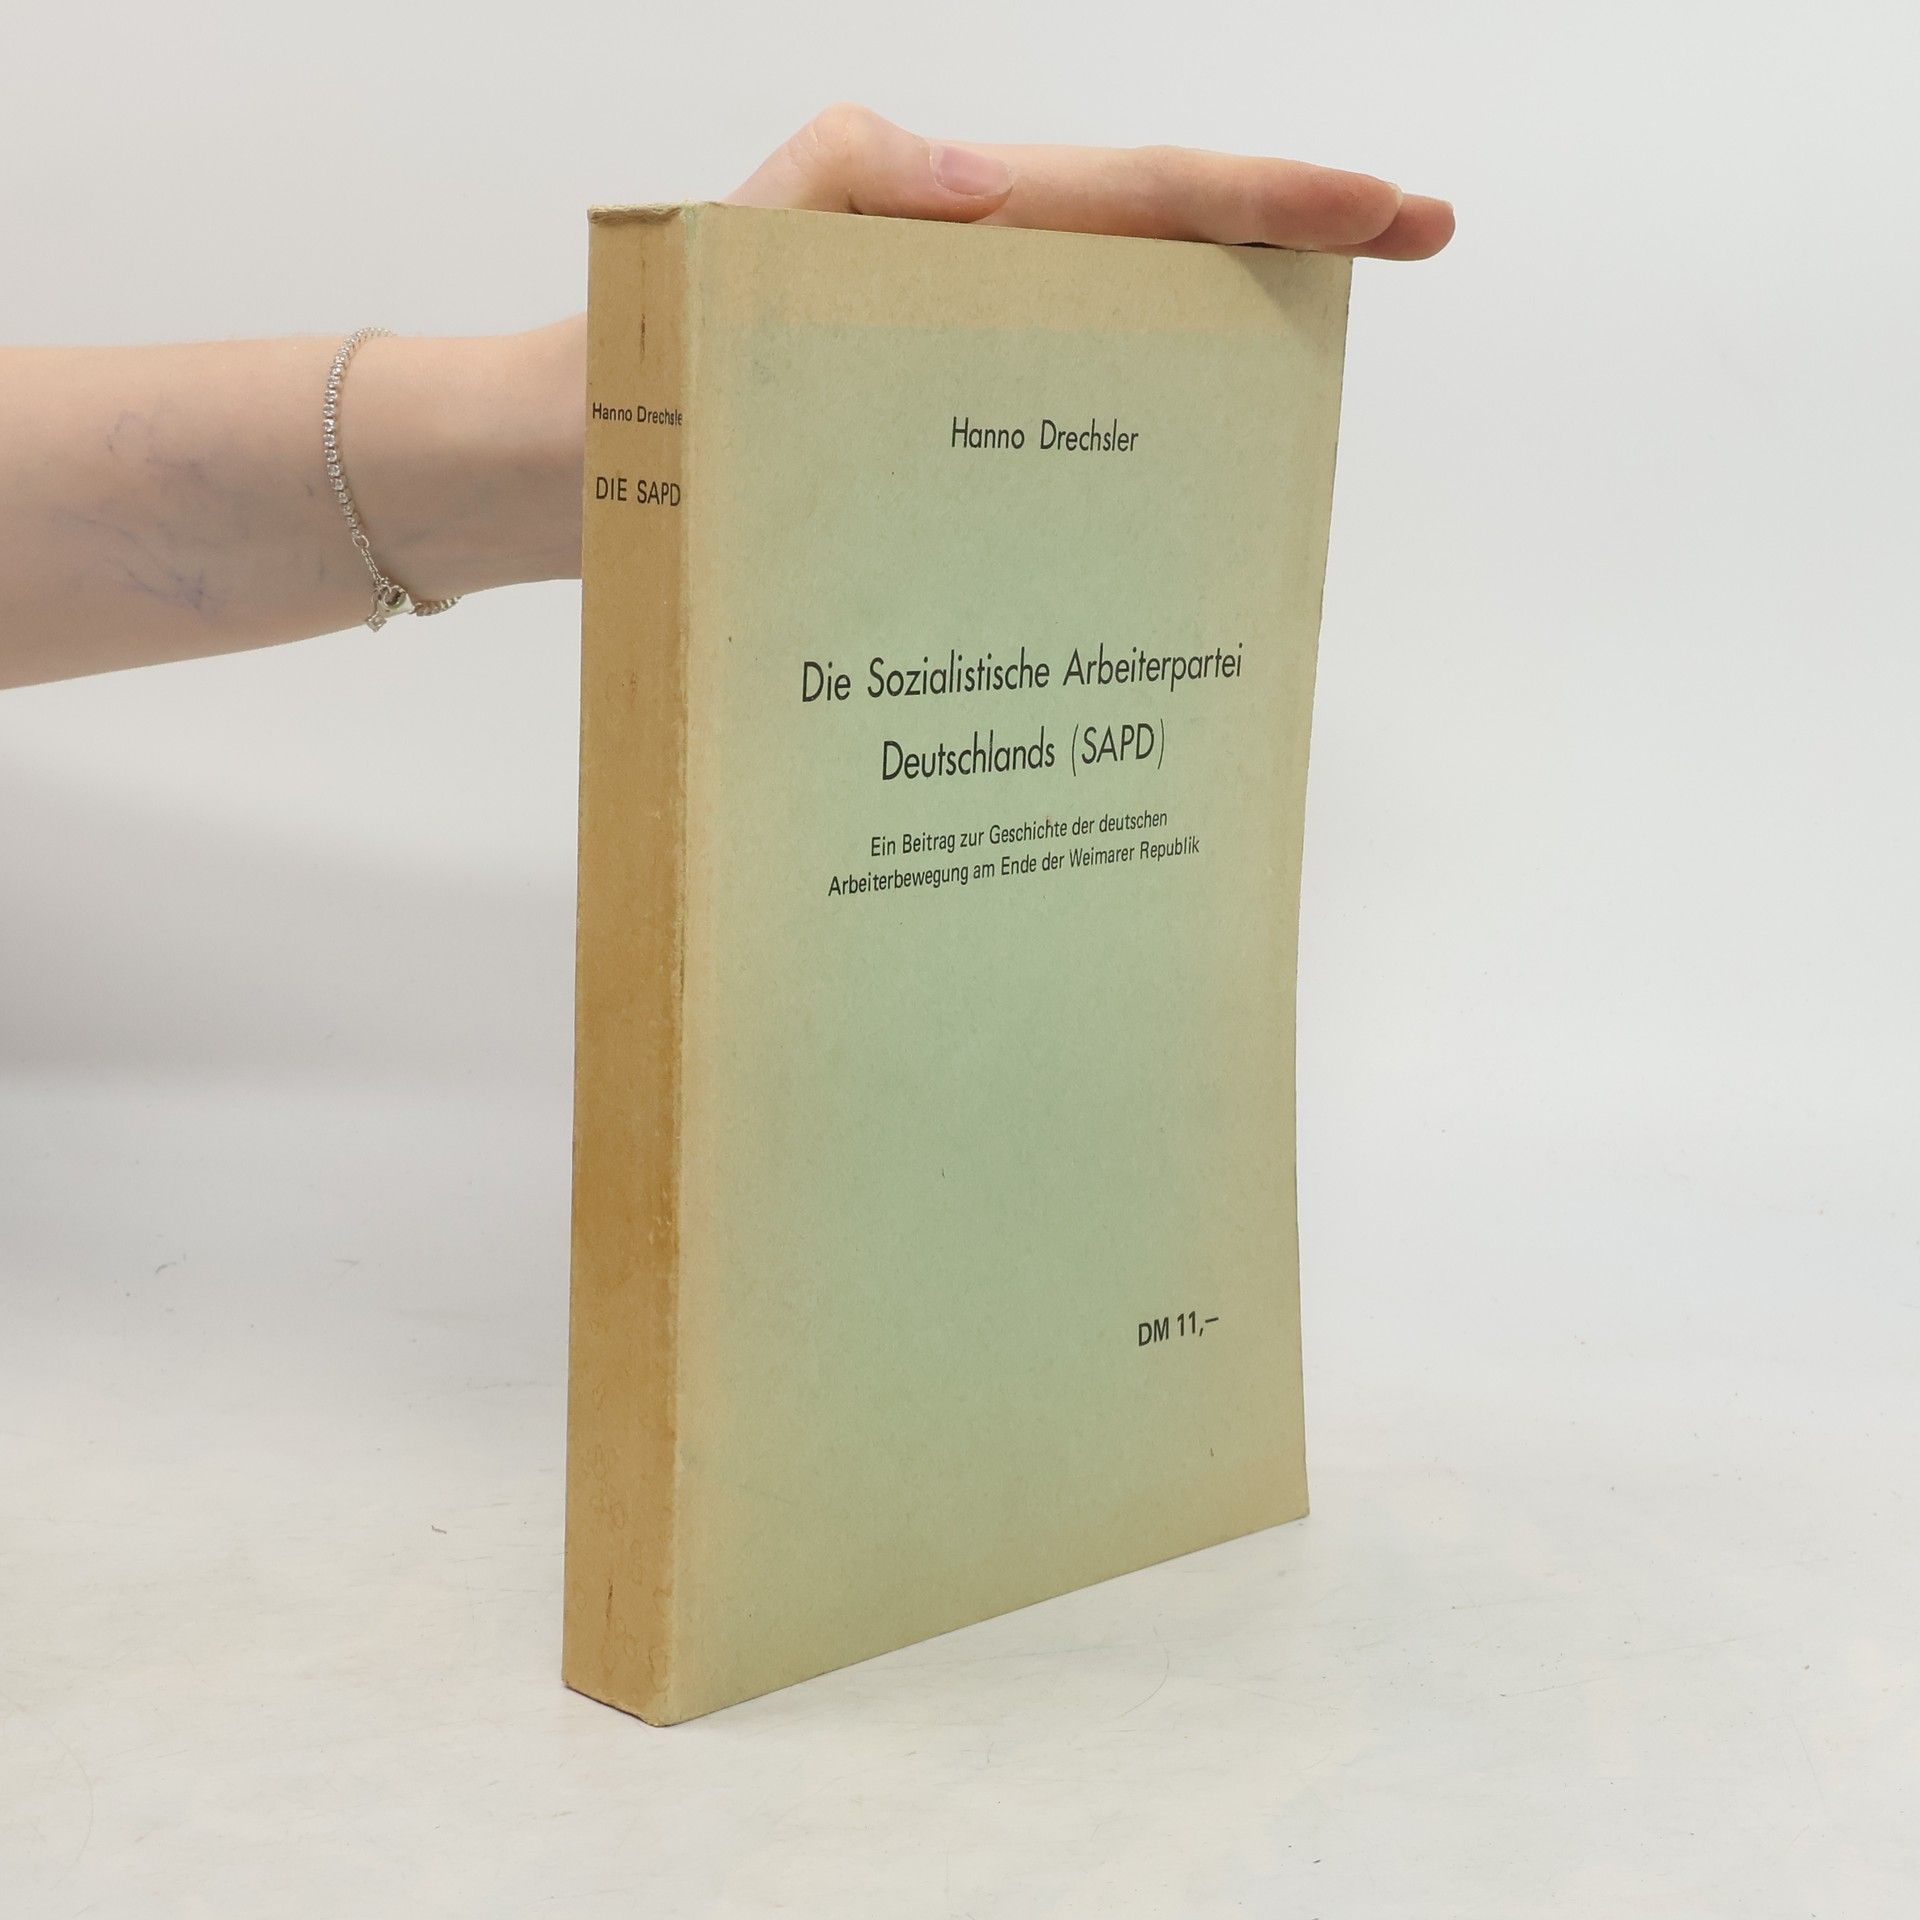 Hanno Drechsle
DIE SAPD
Hanno Drechsler
Die Sozialistische Arbeiterpartei
Deutschlands (SAPD)
Ein Beitrag zur Geschichte der deutschen
Arbeiterbewegung am Ende der Weimarer Republik
DM 11,–